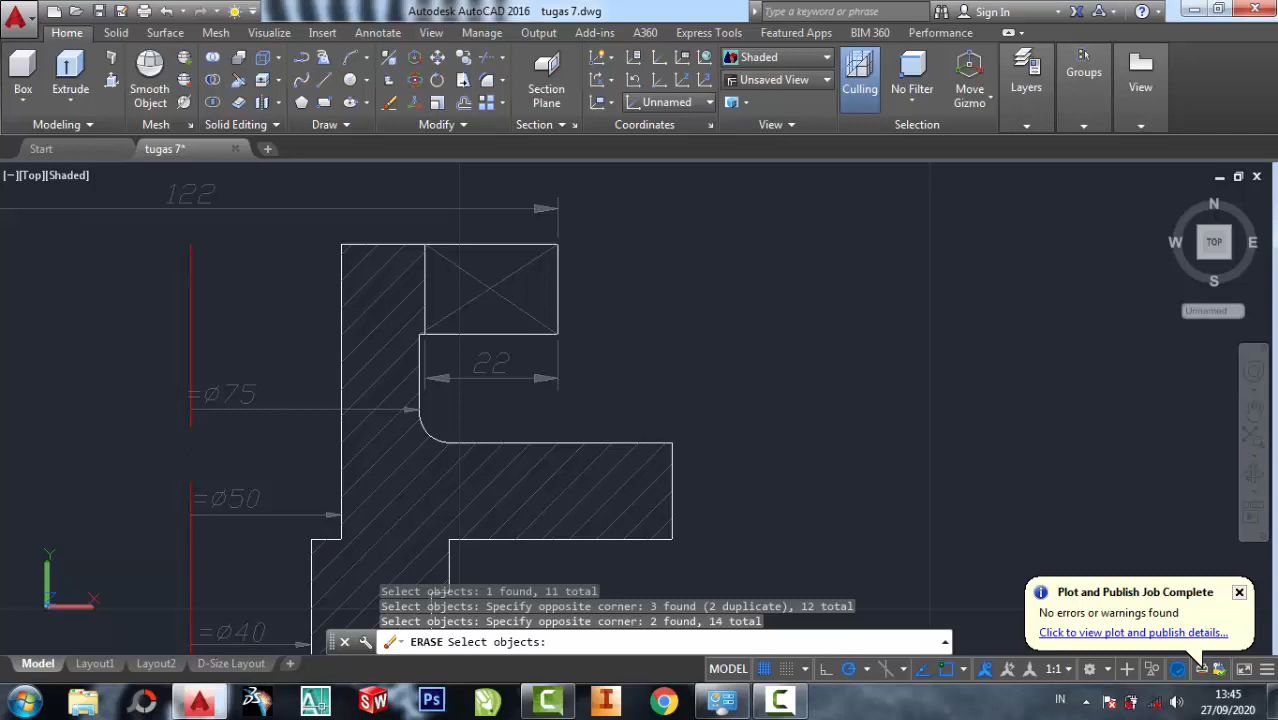 Autodesk AutoCAD 2016 tugas 7.dwg
Type a keyword or phrase
Sign In
Home Solid Surface Mesh Visualize Insert Annotate View Manage Output Add-ins A360 Express Tools Featured Apps BIM 360 Performance
Shaded
Unsaved View
Unnamed
Box
Extrude
Smooth
Object
Section
Plane
Culling
No Filter
Move
Gizmo
Layers
Groups
View
Modeling
Mesh
Solid Editing
Draw
Modify
Section
Coordinates
View
Selection
Start
tugas 7*
[−][Top][Shaded]
122
N
W
TOP
E
S
Unnamed
22
=ø75
=ø50
Y
X
Select objects: 1 found, 11 total
Select objects: Specify opposite corner: 3 found (2 duplicate), 12 total
Select objects: Specify opposite corner: 2 found, 14 total
=ø40
ERASE Select objects:
Plot and Publish Job Complete
No errors or warnings found
Click to view plot and publish details...
Model Layout1 Layout2 D-Size Layout
MODEL
1:1
Ps
IN
13:45
27/09/2020